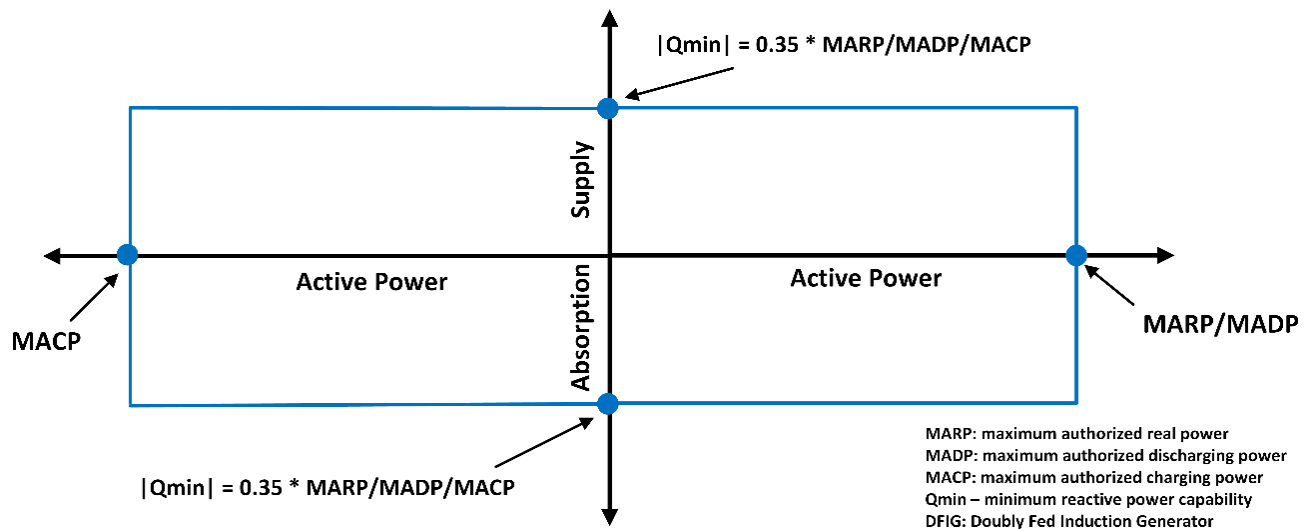 |Qmin| = 0.35 * MARP/MADP/MACP
Supply
Active Power
Active Power
MACP
MARP/MADP
Absorption
|Qmin| = 0.35 * MARP/MADP/MACP
MARP: maximum authorized real power
MADP: maximum authorized discharging power
MACP: maximum authorized charging power
Qmin – minimum reactive power capability
DFIG: Doubly Fed Induction Generator